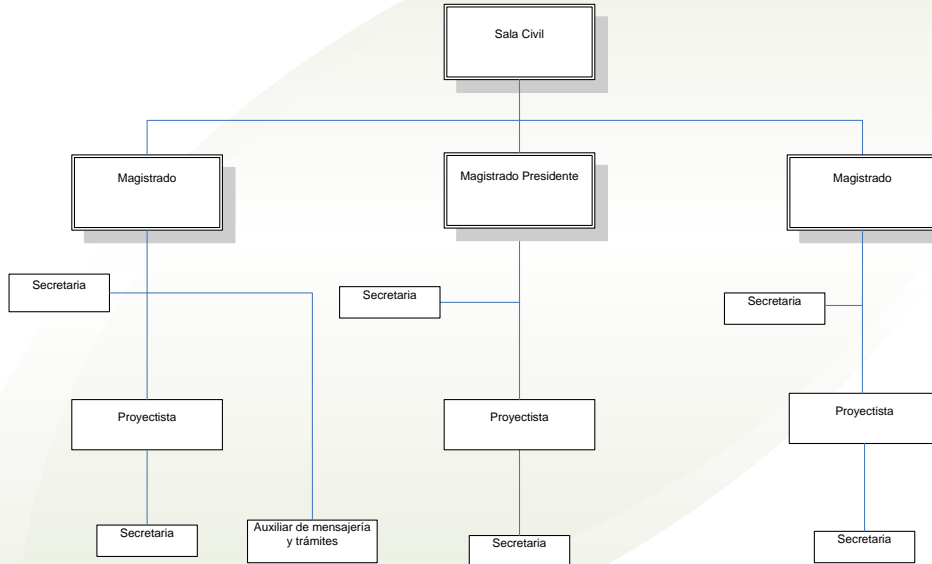 Sala Civil
Magistrado
Magistrado Presidente
Magistrado
Secretaria
Secretaria
Secretaria
Proyectista
Proyectista
Proyectista
Secretaria
Auxiliar de mensajería
y trámites
Secretaria
Secretaria